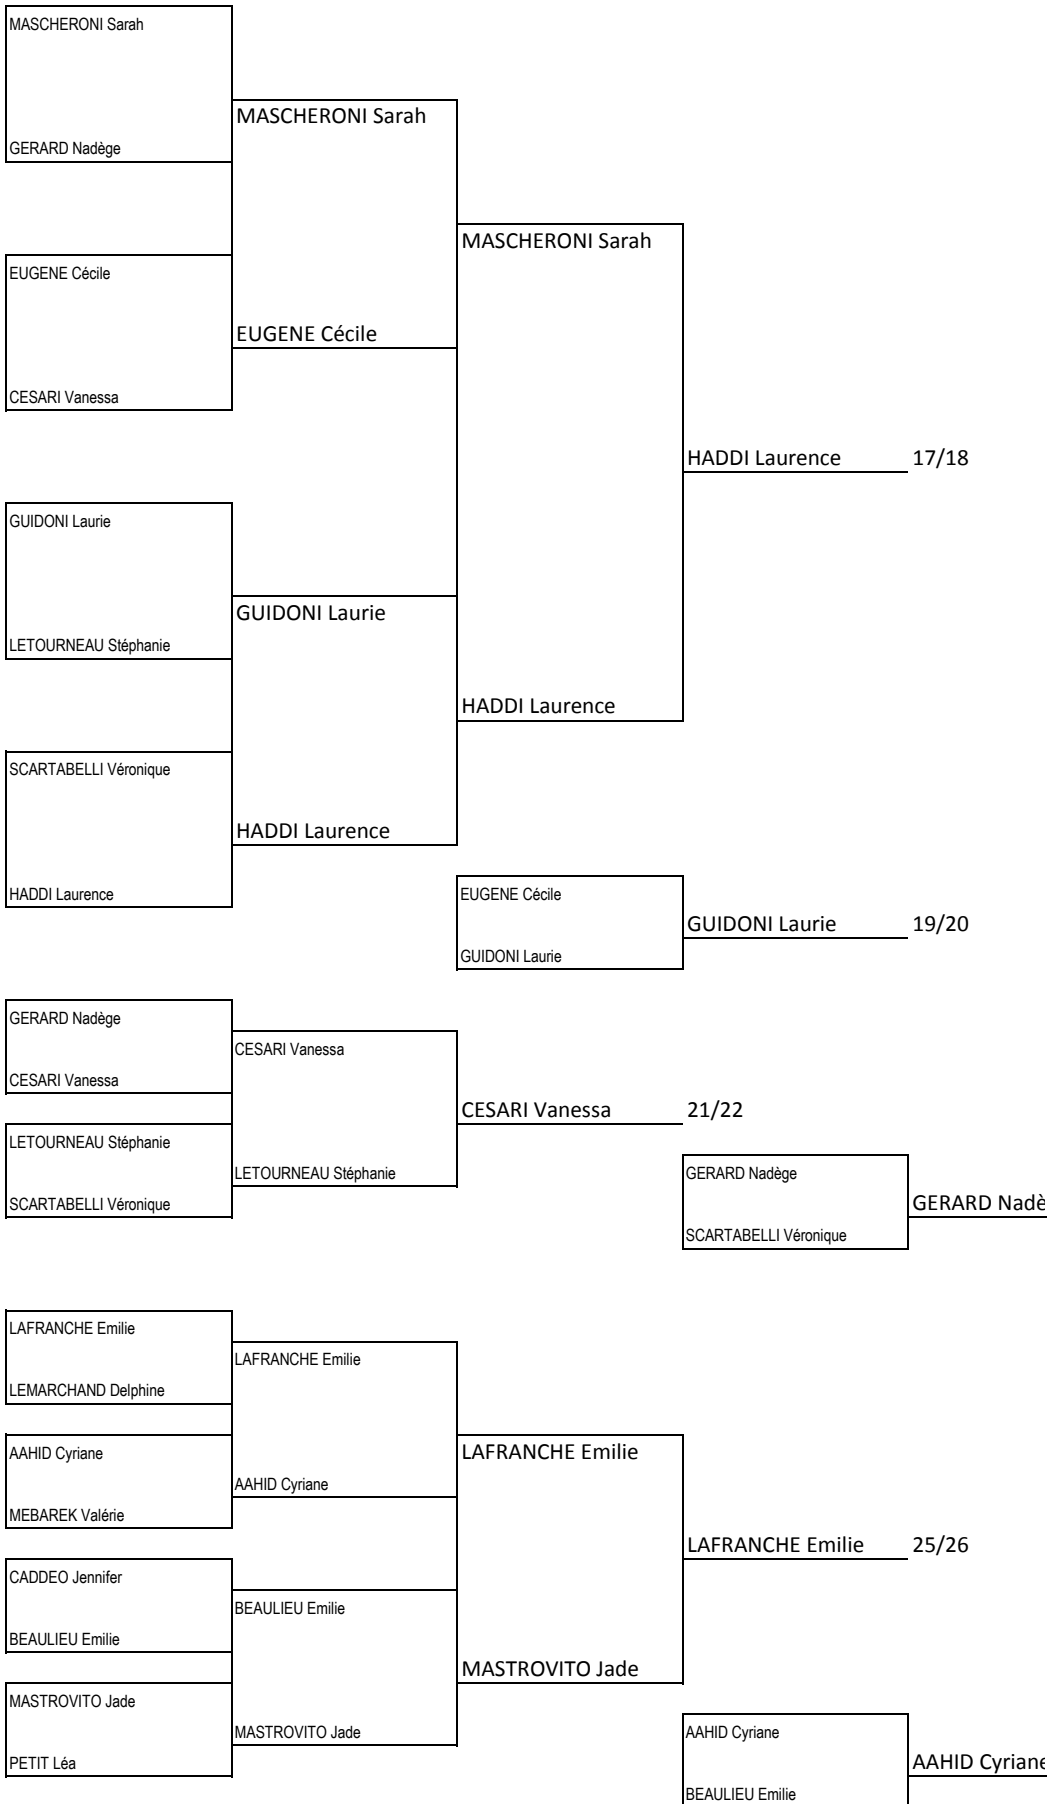 MASCHERONI Sarah
MASCHERONI Sarah
GERARD Nadège
MASCHERONI Sarah
EUGENE Cécile
EUGENE Cécile
CESARI Vanessa
HADDI Laurence 17/18
GUIDONI Laurie
GUIDONI Laurie
LETOURNEAU Stéphanie
HADDI Laurence
SCARTABELLI Véronique
HADDI Laurence
HADDI Laurence
EUGENE Cécile
GUIDONI Laurie 19/20
GUIDONI Laurie
GERARD Nadège
CESARI Vanessa
CESARI Vanessa
CESARI Vanessa 21/22
LETOURNEAU Stéphanie
LETOURNEAU Stéphanie
GERARD Nadège
SCARTABELLI Véronique
GERARD Nadè
SCARTABELLI Véronique
LAFRANCHE Emilie
LAFRANCHE Emilie
LEMARCHAND Delphine
AAHID Cyriane
LAFRANCHE Emilie
AAHID Cyriane
MEBAREK Valérie
LAFRANCHE Emilie 25/26
CADDEO Jennifer
BEAULIEU Emilie
BEAULIEU Emilie
MASTROVITO Jade
MASTROVITO Jade
MASTROVITO Jade
AAHID Cyriane
PETIT Léa
AAHID Cyriane
BEAULIEU Emilie